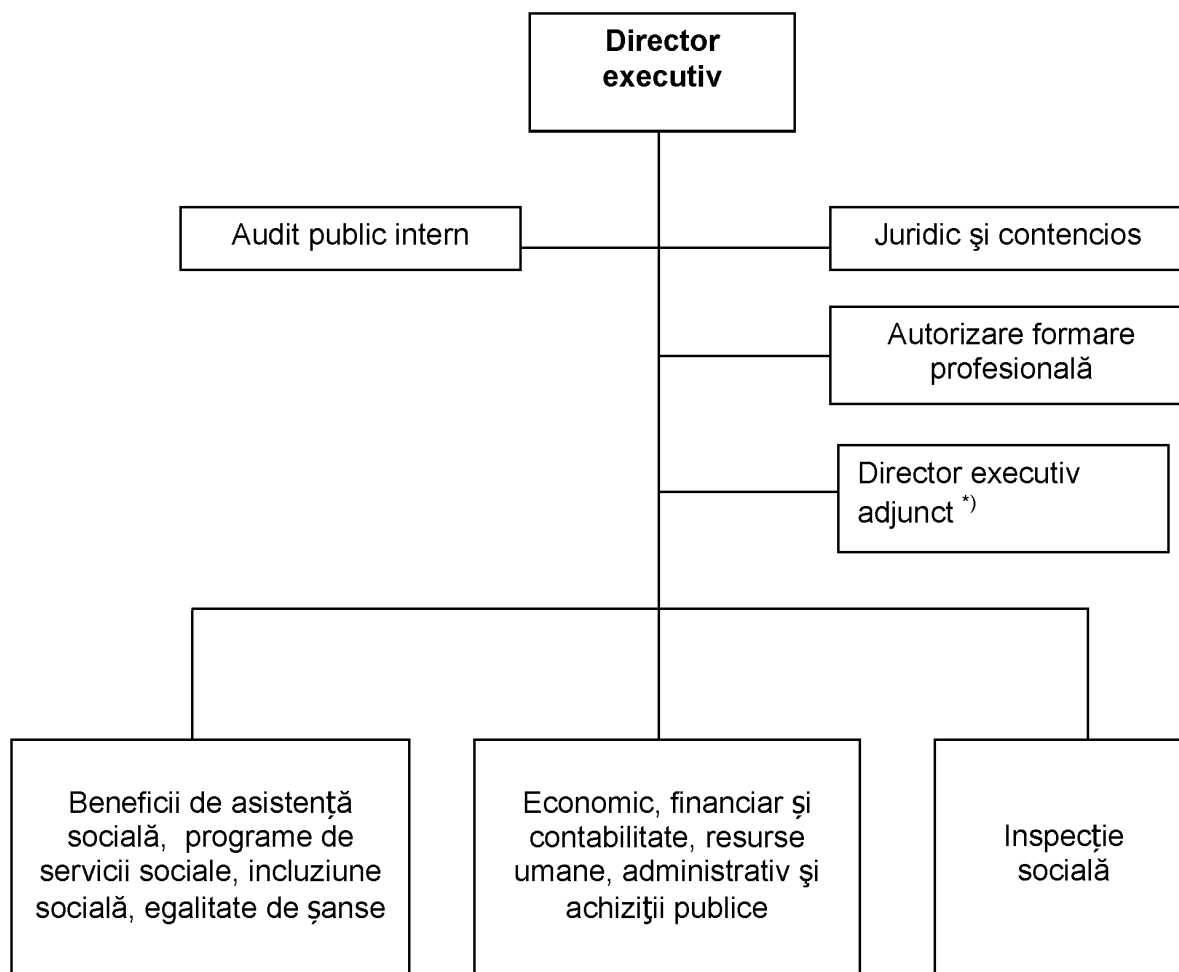 Director
executiv
Audit public intern
Juridic şi contencios
Autorizare formare
profesională
Director executiv
adjunct *)
Beneficii de asistență
socială, programe de
servicii sociale, incluziune
socială, egalitate de șanse
Economic, financiar și
contabilitate, resurse
umane, administrativ şi
achiziţii publice
Inspecție
socială